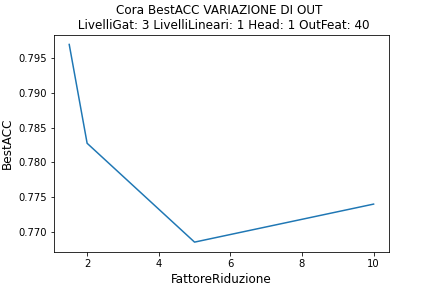 Cora BestACC VARIAZIONE DI OUT
LivelliGat: 3 LivelliLineari: 1 Head: 1 OutFeat: 40
0.795
0.790
0.785
0.780
0.775
0.770
BestACC
2
4
6
8
10
FattoreRiduzione